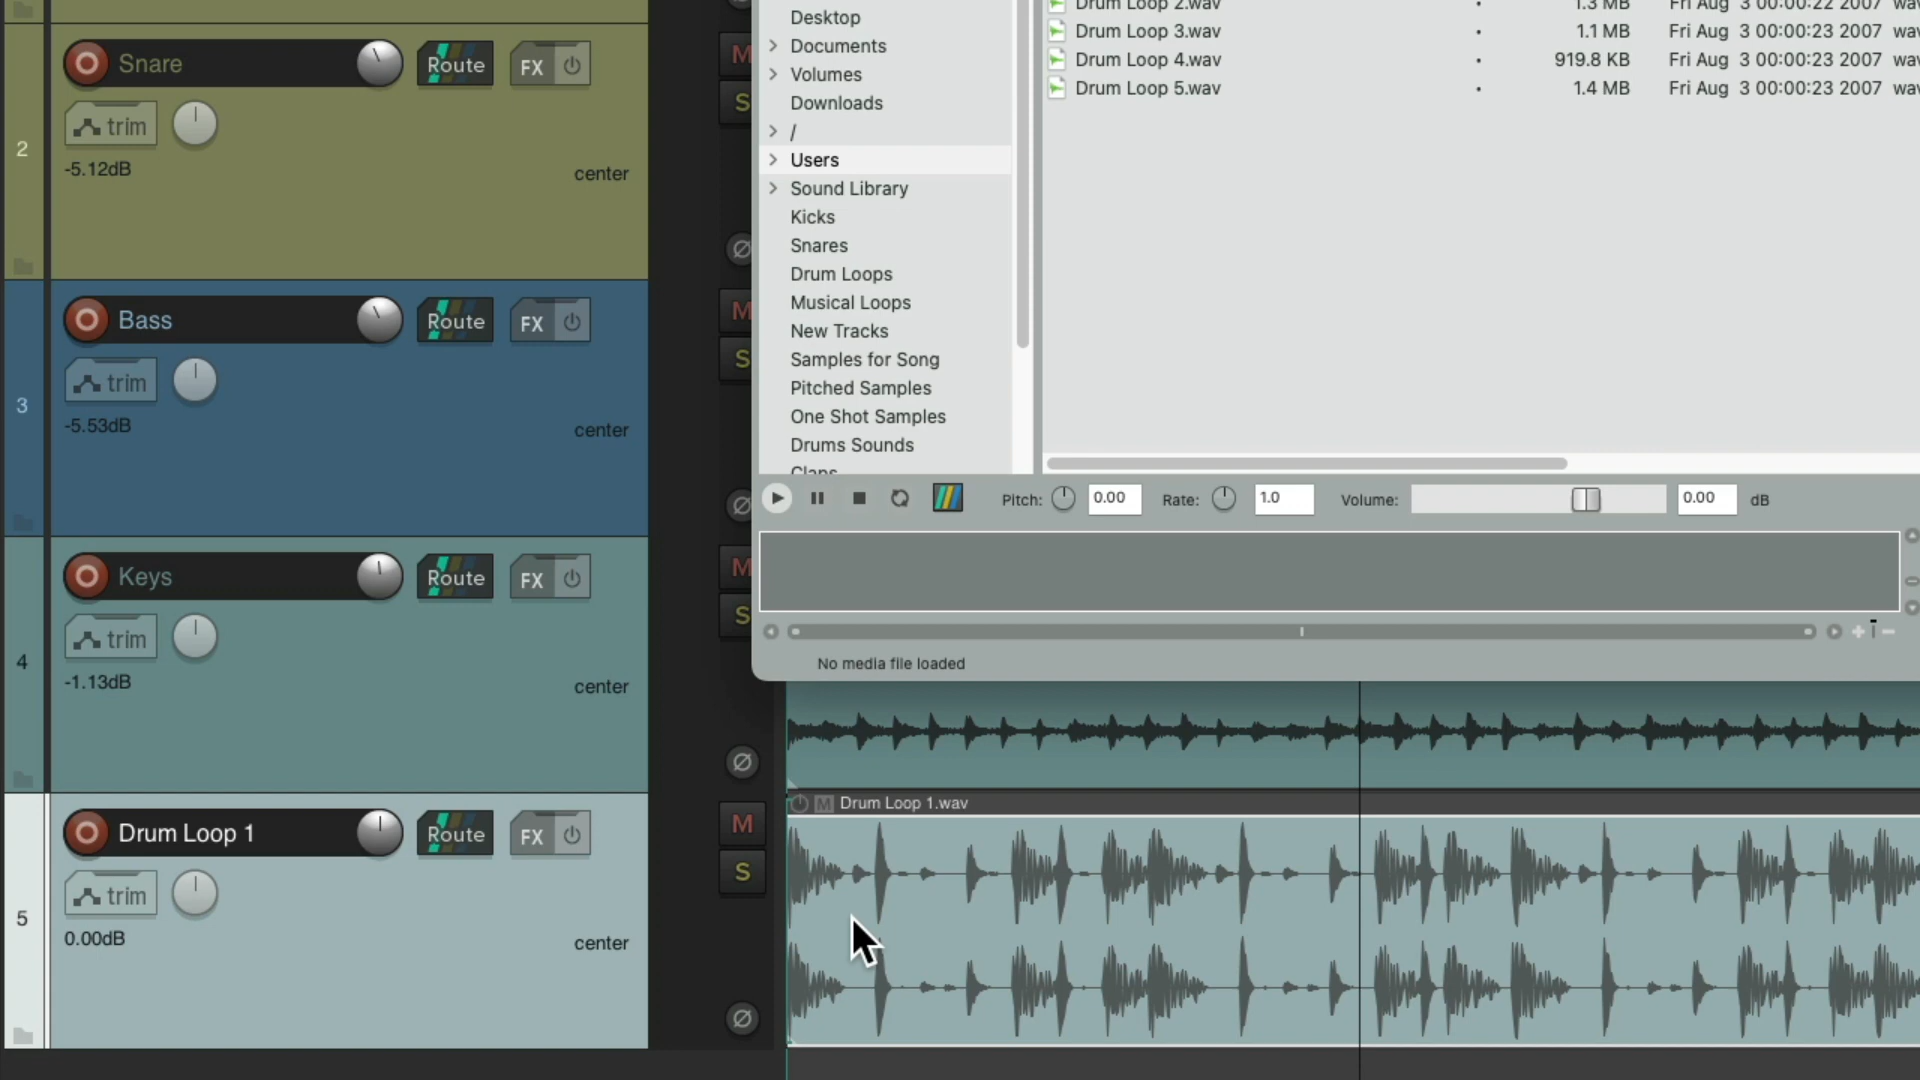 Drum Loop 2.wav 1.3 MB Fri Aug 3 00:00:22 2007 wav
Desktop
Drum Loop 3.wav 1.1 MB Fri Aug 3 00:00:23 2007 wav
Documents
Drum Loop 4.wav 919.8 KB Fri Aug 3 00:00:23 2007 wav
Volumes
Drum Loop 5.wav 1.4 MB Fri Aug 3 00:00:23 2007 wav
Downloads
/
Users
Sound Library
Kicks
Snares
Drum Loops
Musical Loops
New Tracks
Samples for Song
Pitched Samples
One Shot Samples
Drums Sounds
Claps
Pitch: 0.00 Rate: 1.0 Volume: 0.00 dB
No media file loaded
2
Snare Route FX M
S
trim
-5.12dB center
Ø
3
Bass Route FX M
S
trim
-5.53dB center
Ø
4
Keys Route FX M
S
trim
-1.13dB center
Ø
5
Drum Loop 1 Route FX M
S
trim
0.00dB center
Ø
M Drum Loop 1.wav